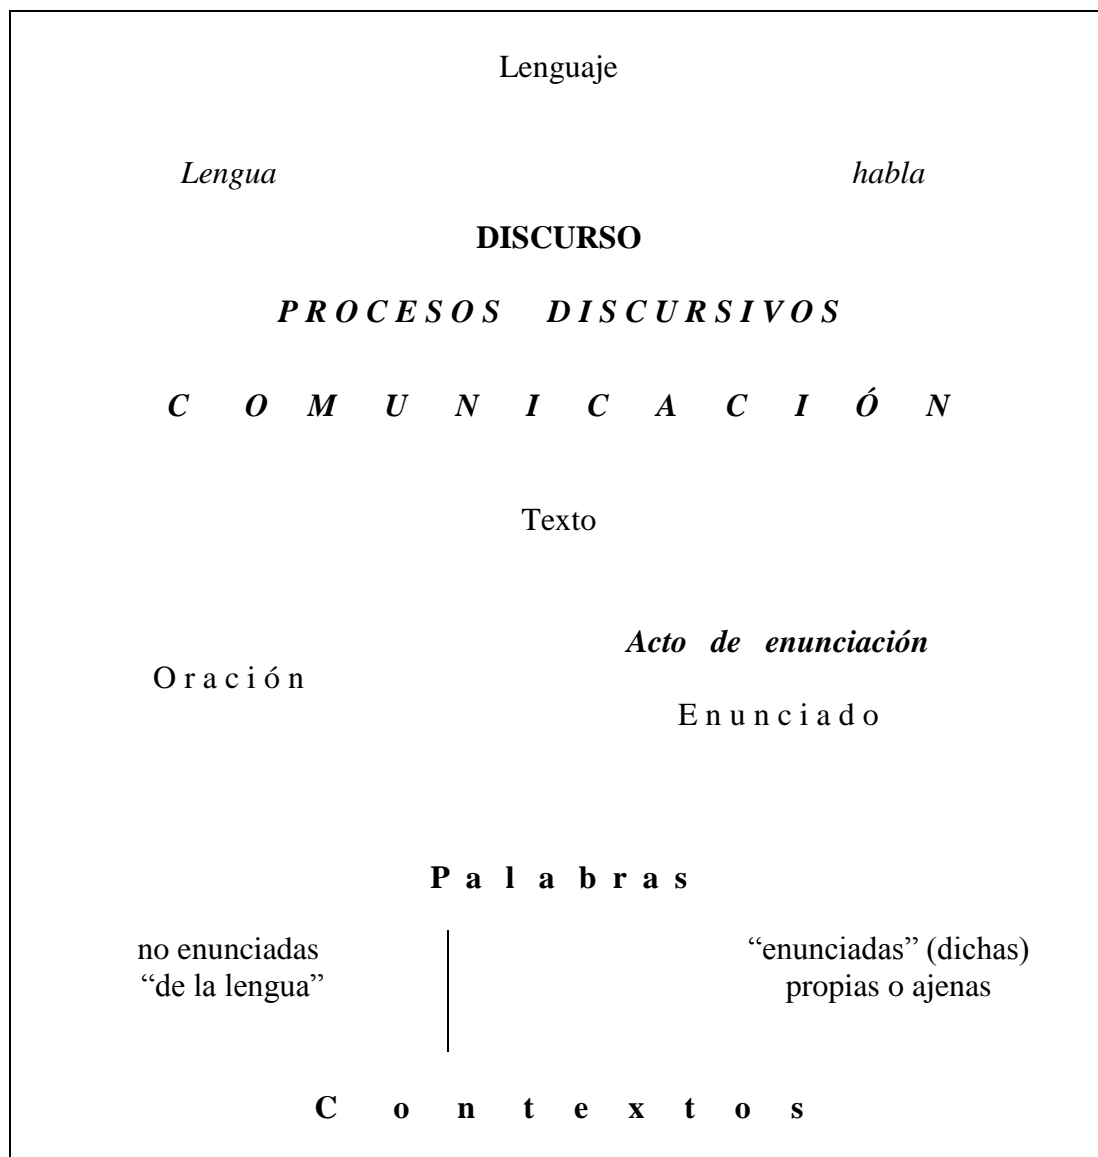 Lenguaje
Lengua habla
DISCURSO
PROCESOS DISCURSIVOS
COMUNICACIÓN
Texto
Acto de enunciación
Oración
Enunciado
Palabras
no enunciadas “enunciadas” (dichas)
“de la lengua” propias o ajenas
Contextos